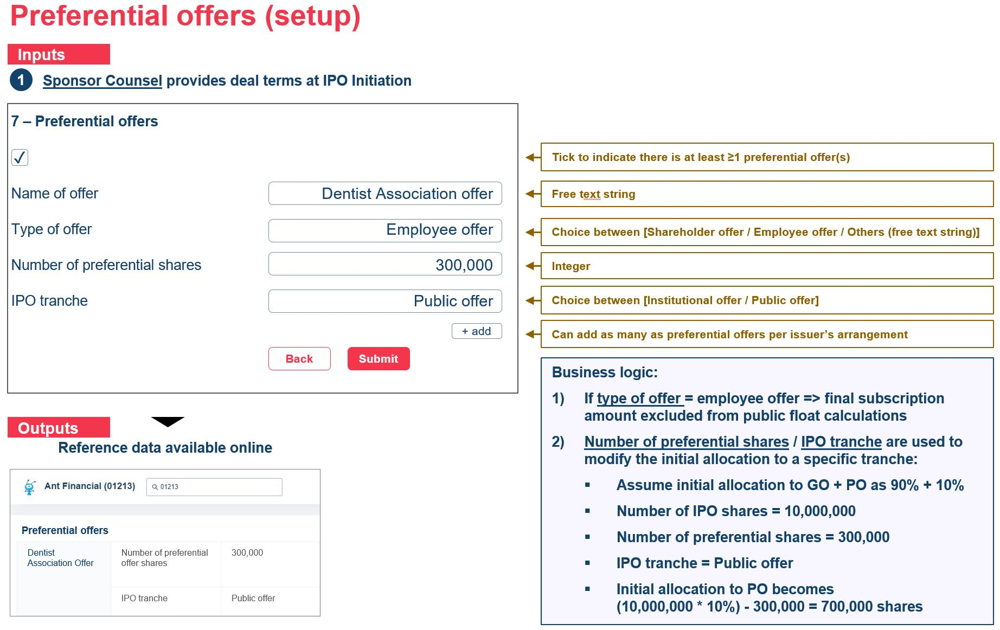 Preferential offers (setup)
Inputs
1 Sponsor Counsel provides deal terms at IPO Initiation
7 – Preferential offers
✓
Tick to indicate there is at least ≥1 preferential offer(s)
Name of offer
Dentist Association offer
Free text string
Type of offer
Employee offer
Choice between [Shareholder offer / Employee offer / Others (free text string)]
Number of preferential shares
300,000
Integer
IPO tranche
Public offer
Choice between [Institutional offer / Public offer]
+ add
Can add as many as preferential offers per issuer’s arrangement
Back
Submit
Business logic:
1) If type of offer = employee offer => final subscription
amount excluded from public float calculations
2) Number of preferential shares / IPO tranche are used to
modify the initial allocation to a specific tranche:
▪ Assume initial allocation to GO + PO as 90% + 10%
▪ Number of IPO shares = 10,000,000
▪ Number of preferential shares = 300,000
▪ IPO tranche = Public offer
▪ Initial allocation to PO becomes
(10,000,000 * 10%) - 300,000 = 700,000 shares
Outputs
Reference data available online
Ant Financial (01213)
01213
Preferential offers
Dentist
Association Offer
Number of preferential
offer shares
300,000
IPO tranche
Public offer